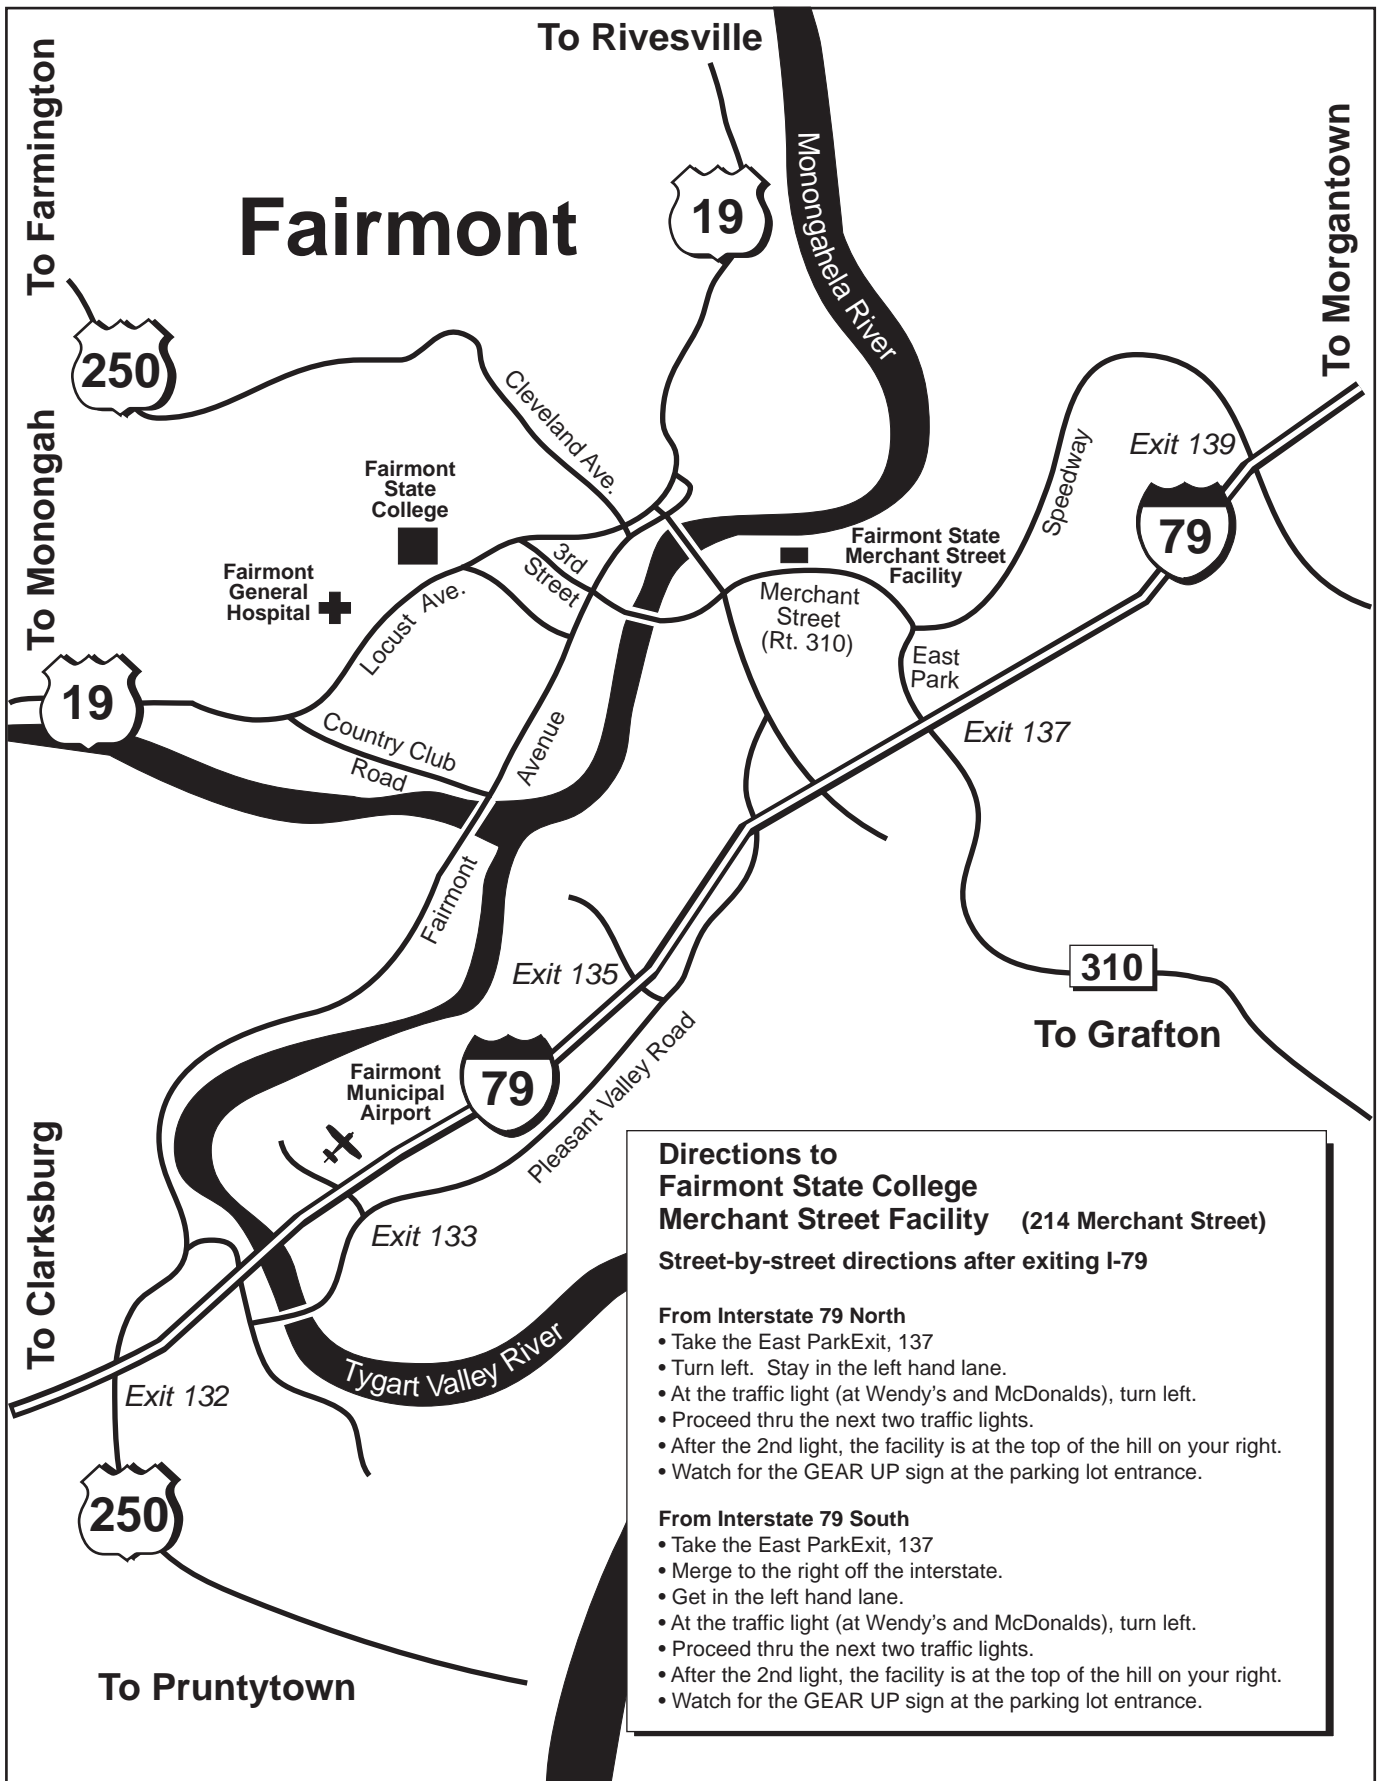 To Rivesville
To Farmington
Monongahela River
To Morgantown
19
Fairmont
250
Cleveland Ave.
To Monongah
Speedway
Exit 139
Fairmont
State
College
79
Fairmont State
Merchant Street
Facility
3rd
Street
Fairmont
General
Hospital
Merchant
Street
(Rt. 310)
Locust Ave.
East
Park
19
Exit 137
Country Club
Road
Avenue
Fairmont
Exit 135
310
To Grafton
79
Fairmont
Municipal
Airport
Pleasant Valley Road
To Clarksburg
Exit 133
Tygart Valley River
Exit 132
250
To Pruntytown
Directions to
Fairmont State College
Merchant Street Facility (214 Merchant Street)
Street-by-street directions after exiting I-79
From Interstate 79 North
• Take the East ParkExit, 137
• Turn left. Stay in the left hand lane.
• At the traffic light (at Wendy’s and McDonalds), turn left.
• Proceed thru the next two traffic lights.
• After the 2nd light, the facility is at the top of the hill on your right.
• Watch for the GEAR UP sign at the parking lot entrance.
From Interstate 79 South
• Take the East ParkExit, 137
• Merge to the right off the interstate.
• Get in the left hand lane.
• At the traffic light (at Wendy’s and McDonalds), turn left.
• Proceed thru the next two traffic lights.
• After the 2nd light, the facility is at the top of the hill on your right.
• Watch for the GEAR UP sign at the parking lot entrance.